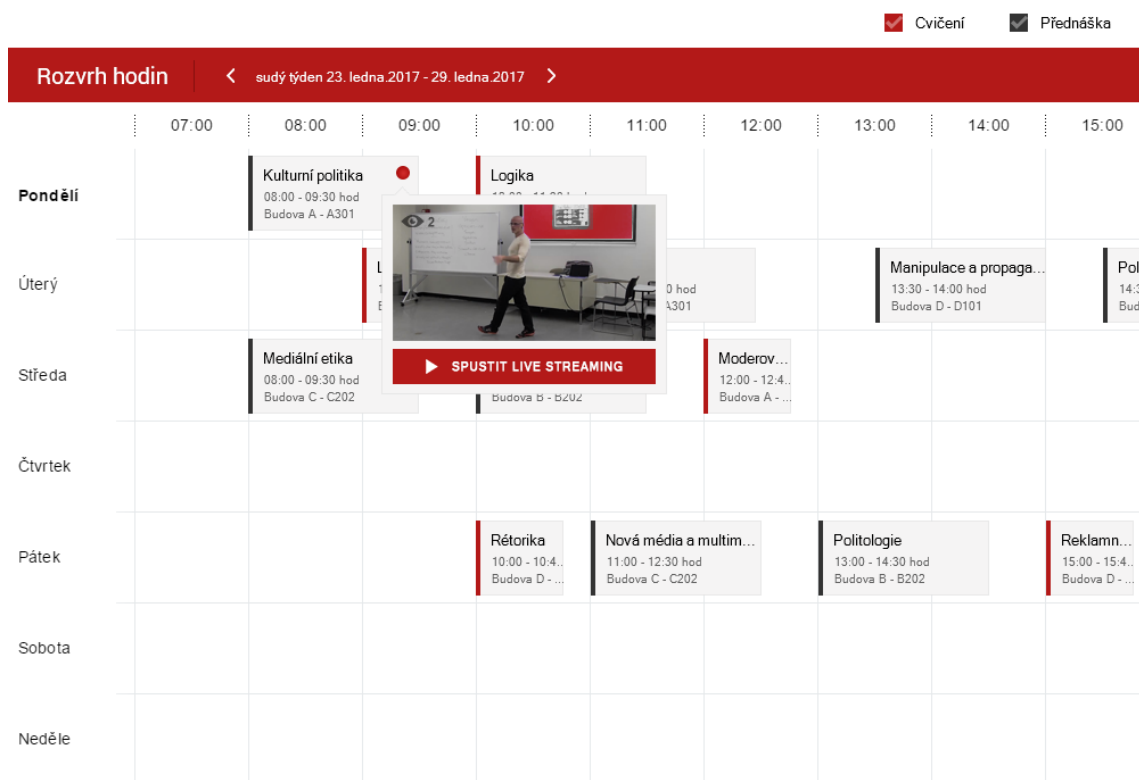 Cvičení
Přednáška
Rozvrh hodin
sudý týden 23. ledna.2017 - 29. ledna.2017
07:00 08:00 09:00 10:00 11:00 12:00 13:00 14:00 15:00
Pondělí
Kulturní politika
08:00 - 09:30 hod
Budova A - A301
Logika
2
SPUSTIT LIVE STREAMING
Úterý
0 hod
A301
Manipulace a propaga...
13:30 - 14:00 hod
Budova D - D101
Pol
14:3
Bud
Středa
Mediální etika
08:00 - 09:30 hod
Budova C - C202
Budova B - B202
Moderov...
12:00 - 12:4..
Budova A - ...
Čtvrtek
Pátek
Rétorika
10:00 - 10:4..
Budova D - ...
Nová média a multim...
11:00 - 12:30 hod
Budova C - C202
Politologie
13:00 - 14:30 hod
Budova B - B202
Reklamn...
15:00 - 15:4..
Budova D - ...
Sobota
Neděle